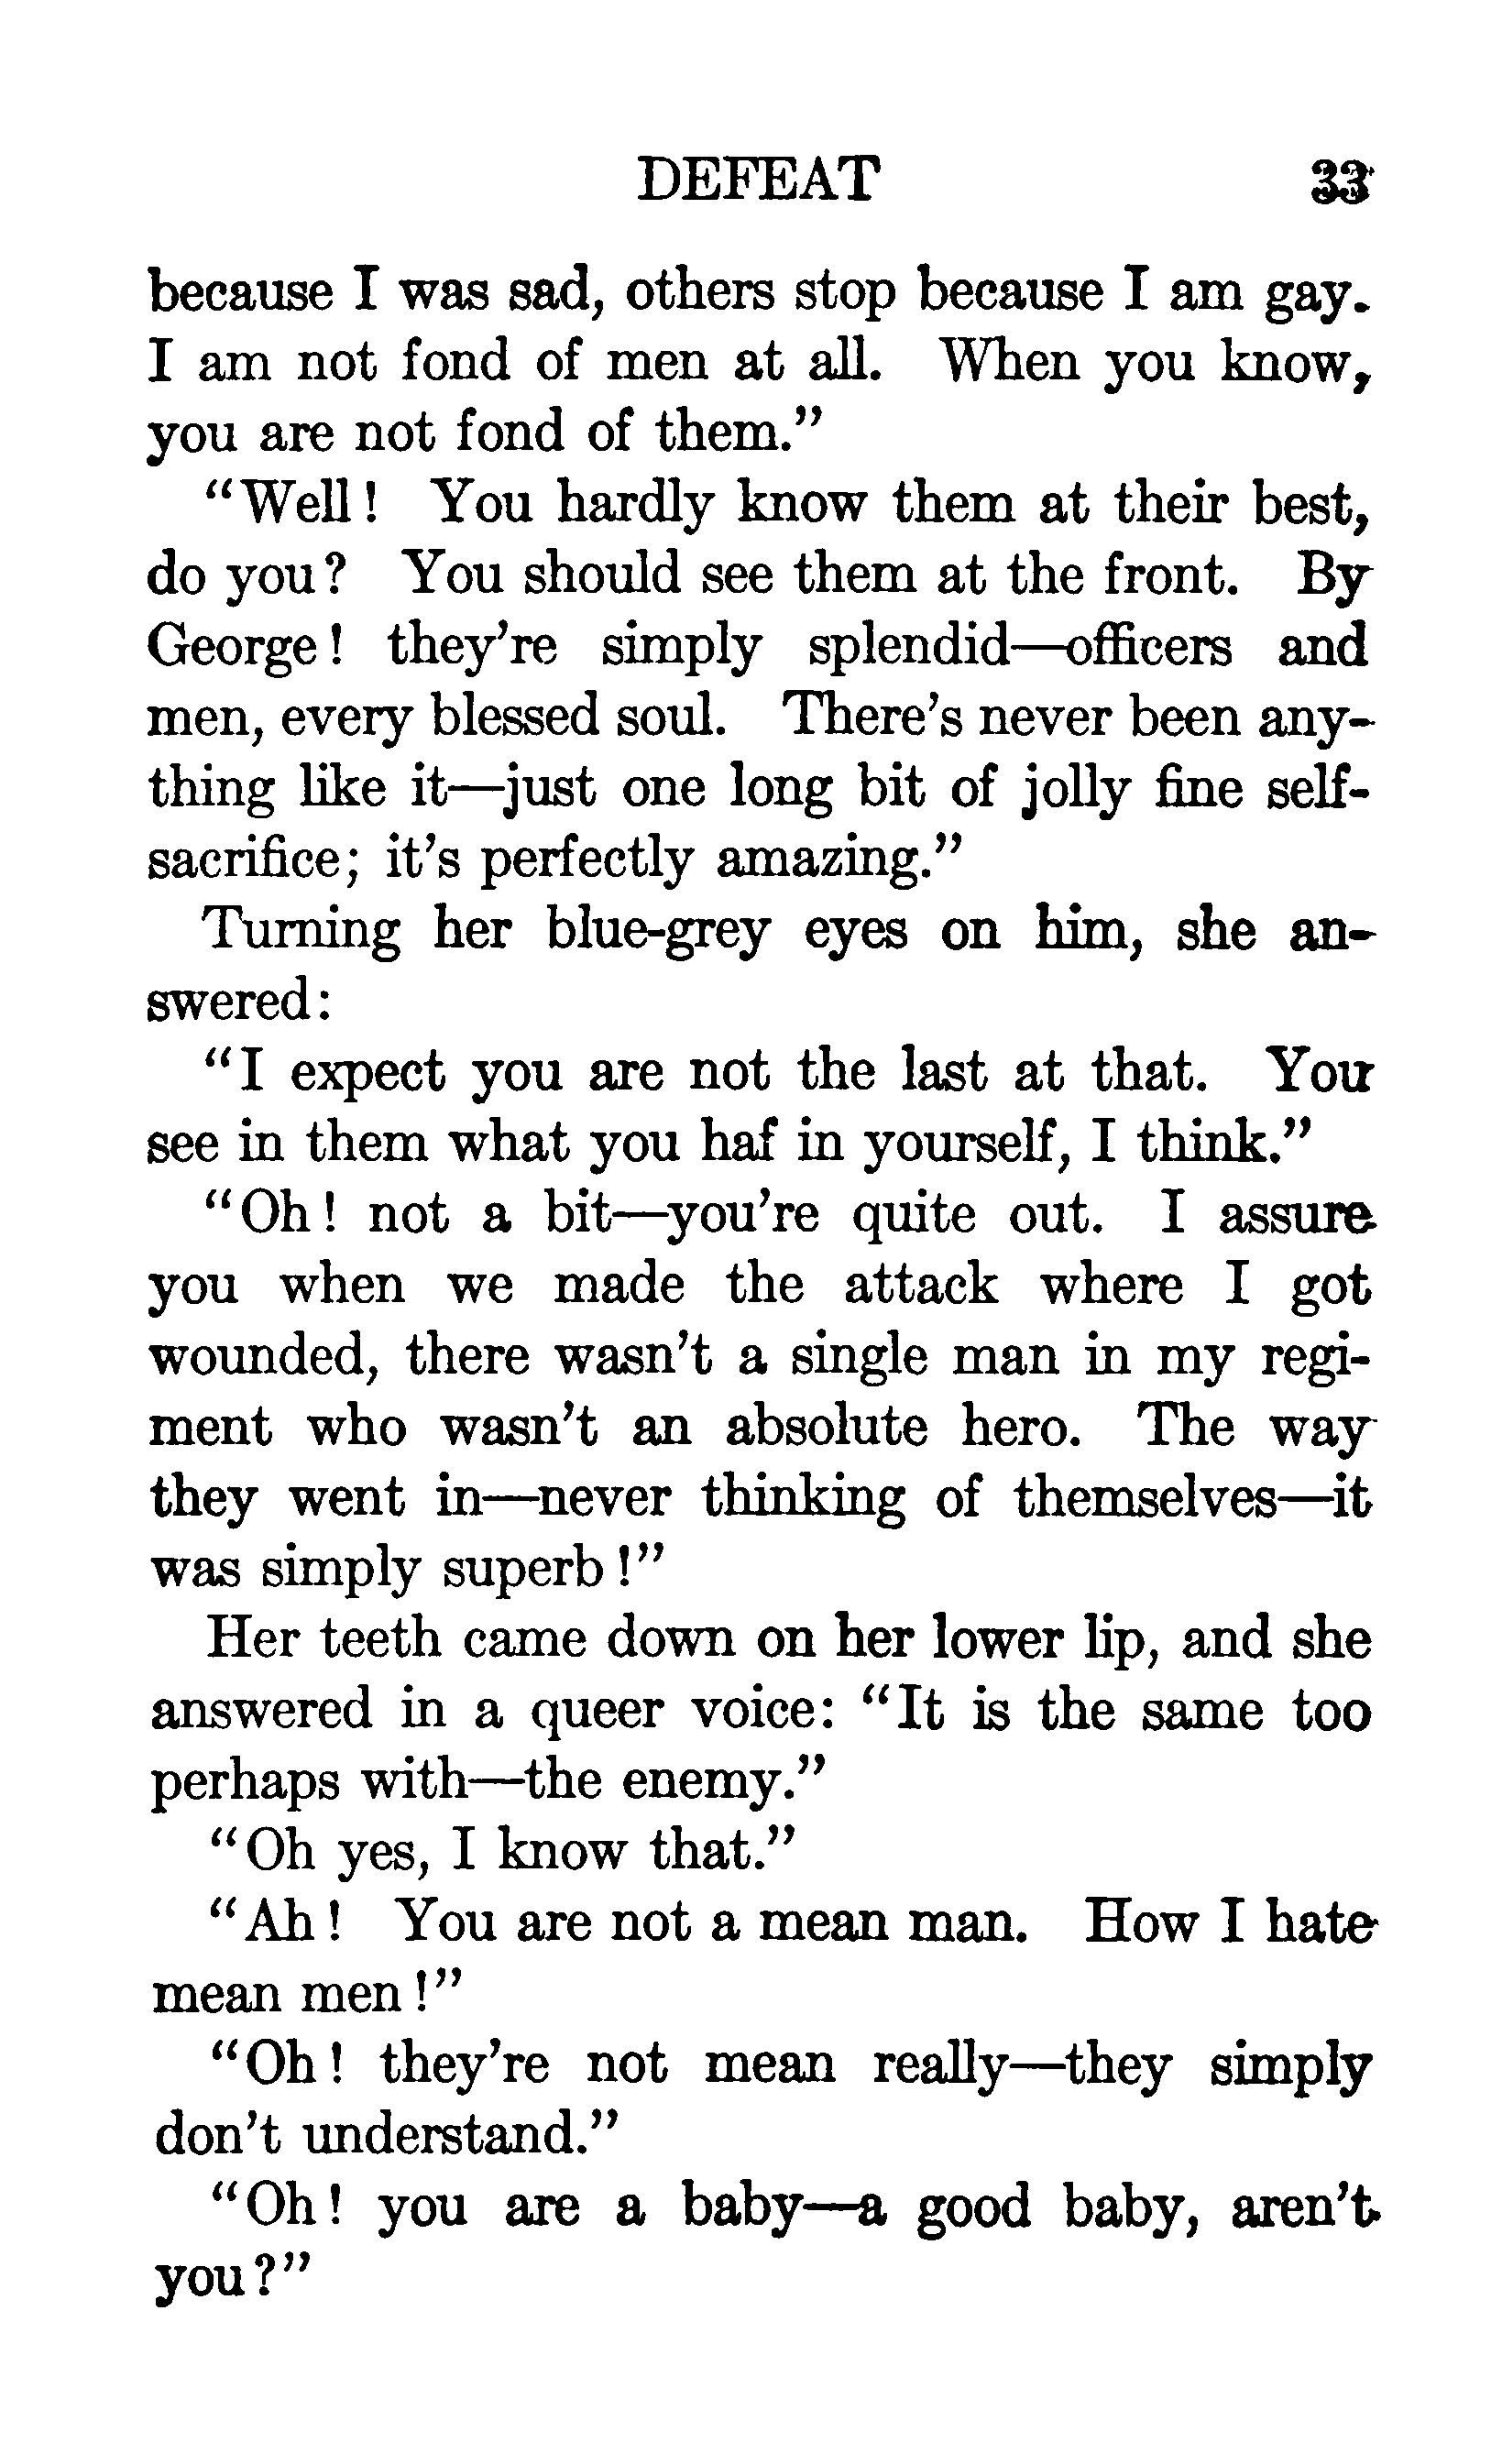 DEFEAT 33
because I was sad, others stop because I am gay.
I am not fond of men at all. When you know,
you are not fond of them.”
“Well! You hardly know them at their best,
do you? You should see them at the front. By
George! they’re simply splendid—officers and
men, every blessed soul. There’s never been any-
thing like it—just one long bit of jolly fine self-
sacrifice; it’s perfectly amazing.”
Turning her blue-grey eyes on him, she an-
swered:
“I expect you are not the last at that. You
see in them what you haf in yourself, I think.”
“Oh! not a bit—you’re quite out. I assure
you when we made the attack where I got
wounded, there wasn’t a single man in my regi-
ment who wasn’t an absolute hero. The way
they went in—never thinking of themselves—it
was simply superb!”
Her teeth came down on her lower lip, and she
answered in a queer voice: “It is the same too
perhaps with—the enemy.”
“Oh yes, I know that.”
“Ah! You are not a mean man. How I hate
mean men!”
“Oh! they’re not mean really—they simply
don’t understand.”
“Oh! you are a baby—a good baby, aren’t
you?”